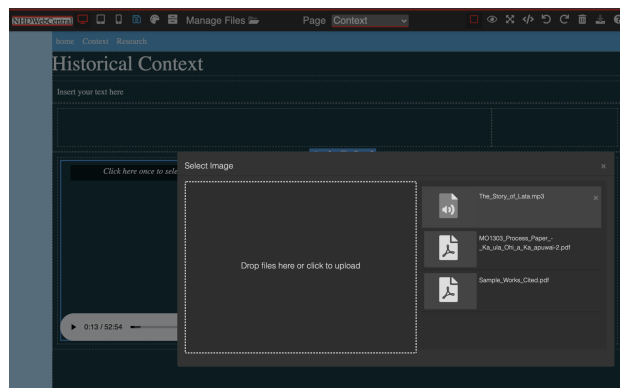 NHDWebCentral
Manage Files
Page Context
home Context Research
Historical Context
Insert your text here
Click here once to sele
0:13 / 52:54
Select Image
×
Drop files here or click to upload
The_Story_of_Lata.mp3
×
MO1303_Process_Paper_-
_Ka_ula_Ohi_a_Ka_apuwai-2.pdf
Sample_Works_Cited.pdf